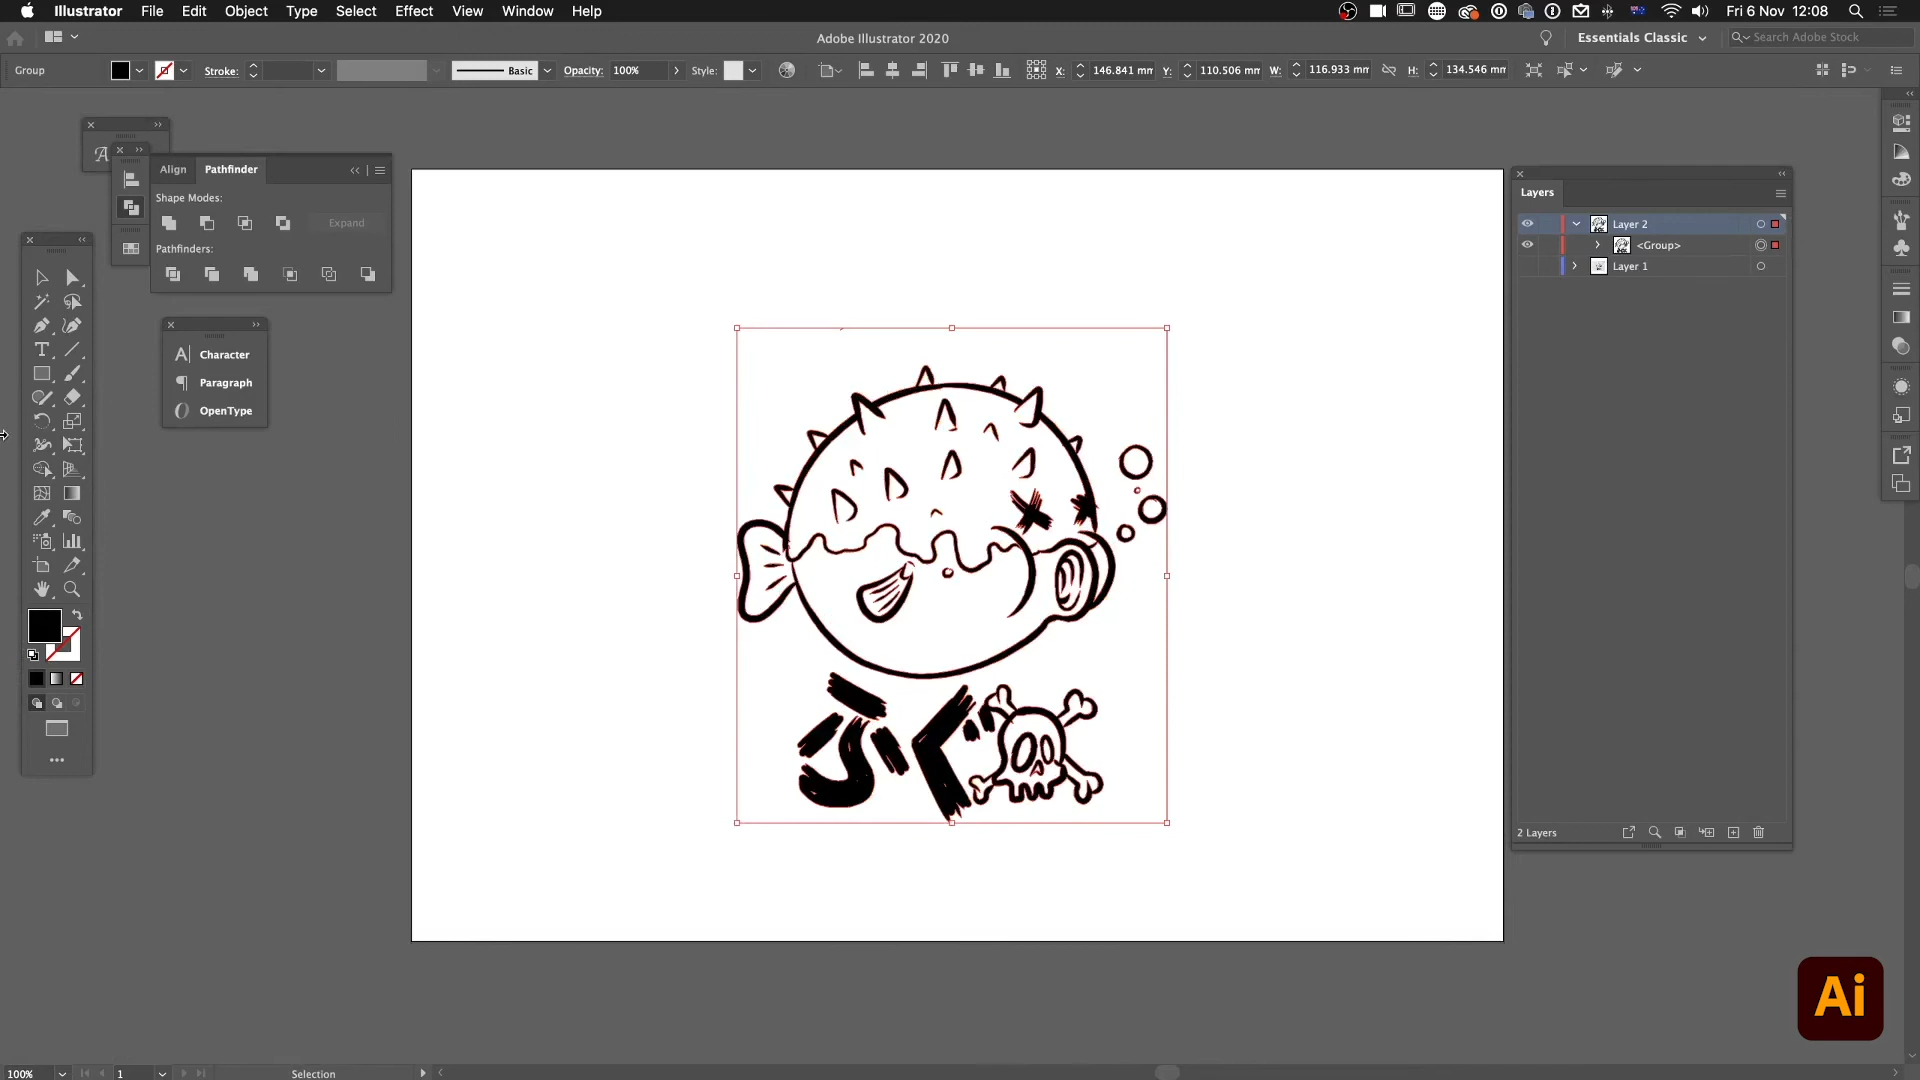 Illustrator File Edit Object Type Select Effect View Window Help
Fri 6 Nov 12:08
Adobe Illustrator 2020
Essentials Classic
Search Adobe Stock
Group
Stroke:
Basic
Opacity: 100%
Style:
X: 146.841 mm
Y: 110.506 mm
W: 116.933 mm
H: 134.546 mm
Align Pathfinder
Shape Modes:
Expand
Pathfinders:
Character
Paragraph
OpenType
Layers
Layer 2
<Group>
Layer 1
2 Layers
ふぐ
Ai
100%
1
Selection